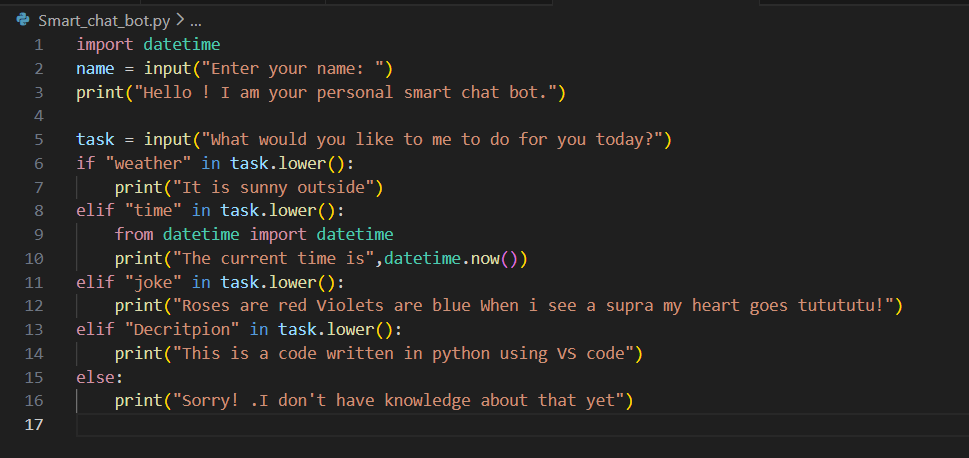 Smart_chat_bot.py > ...
1 import datetime
2 name = input("Enter your name: ")
3 print("Hello ! I am your personal smart chat bot.")
4
5 task = input("What would you like to me to do for you today?")
6 if "weather" in task.lower():
7     print("It is sunny outside")
8 elif "time" in task.lower():
9     from datetime import datetime
10     print("The current time is",datetime.now())
11 elif "joke" in task.lower():
12     print("Roses are red Violets are blue When i see a supra my heart goes tutututu!")
13 elif "Decritpion" in task.lower():
14     print("This is a code written in python using VS code")
15 else:
16     print("Sorry! .I don't have knowledge about that yet")
17